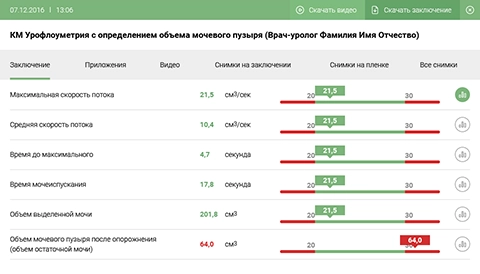 07.12.2016 | 13:06 Скачать видео Скачать заключение
КМ Урофлоуметрия с определением объема мочевого пузыря (Врач-уролог Фамилия Имя Отчество)
Заключение Приложения Видео Снимки на заключении Снимки на пленке Все снимки
Максимальная скорость потока 21,5 см³/сек 20 21,5 30
Средняя скорость потока 10,4 см³/сек 20 21,5 30
Время до максимального 4,7 секунда 20 21,5 30
Время мочеиспускания 17,8 секунда 20 21,5 30
Объем выделенной мочи 201,8 см³ 20 21,5 30
Объем мочевого пузыря после опорожнения
(объем остаточной мочи) 64,0 см³ 20 64,0